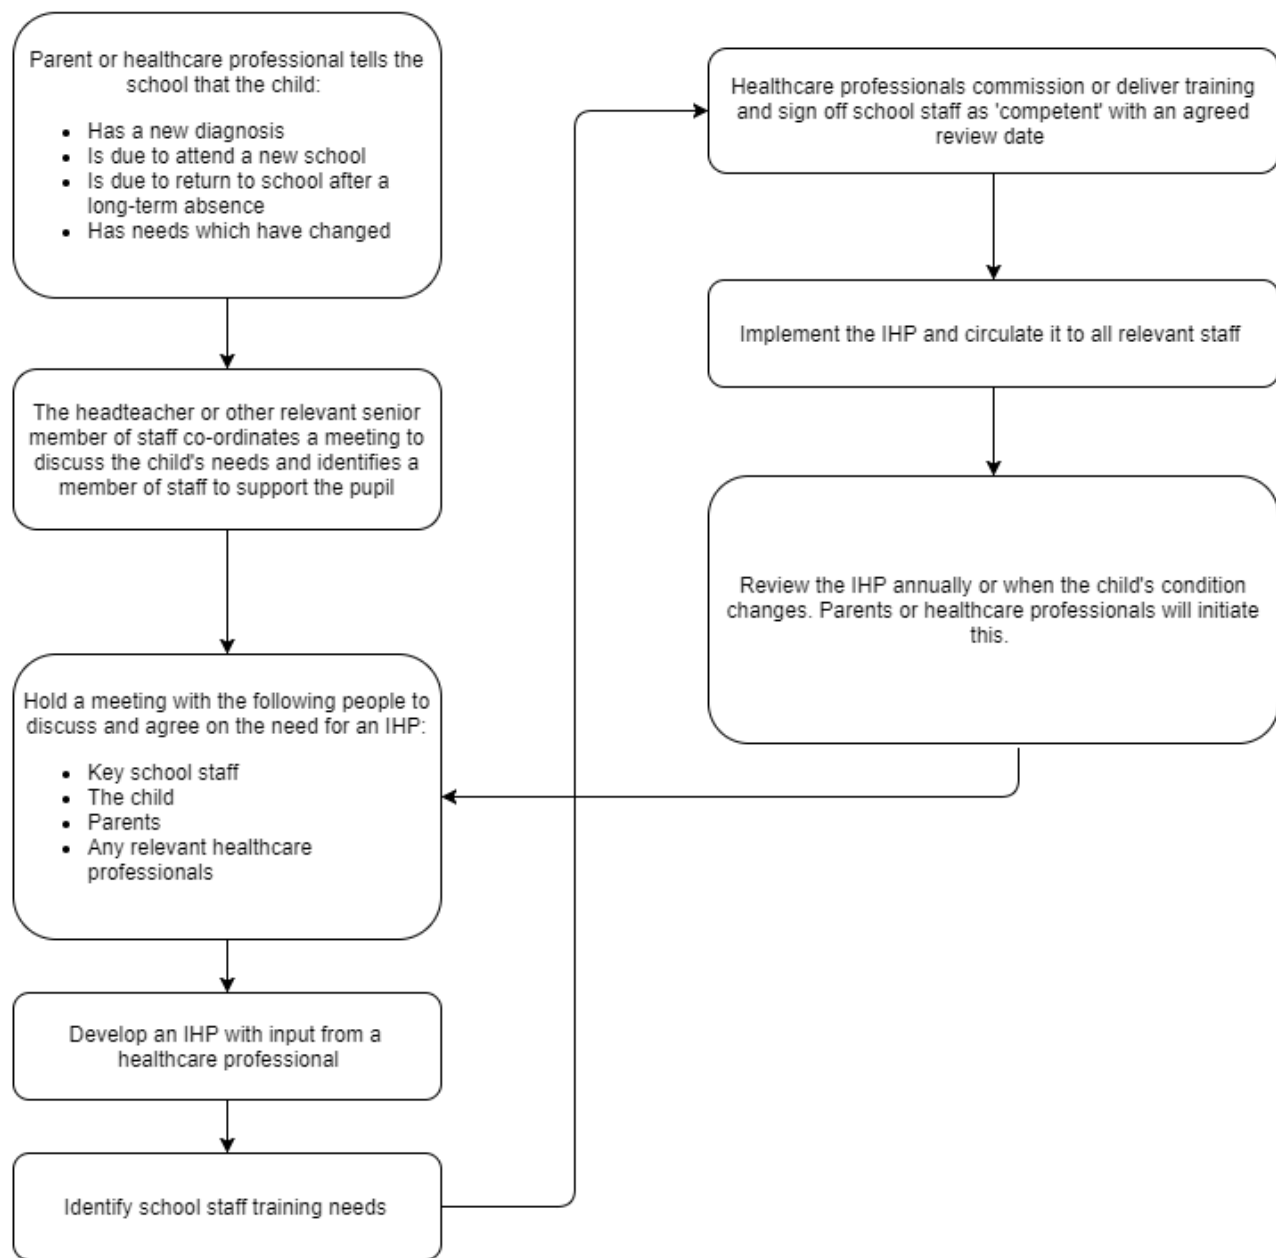 Parent or healthcare professional tells the
school that the child:
• Has a new diagnosis
• Is due to attend a new school
• Is due to return to school after a
long-term absence
• Has needs which have changed
The headteacher or other relevant senior
member of staff co-ordinates a meeting to
discuss the child's needs and identifies a
member of staff to support the pupil
Hold a meeting with the following people to
discuss and agree on the need for an IHP:
• Key school staff
• The child
• Parents
• Any relevant healthcare
professionals
Develop an IHP with input from a
healthcare professional
Identify school staff training needs
Healthcare professionals commission or deliver training
and sign off school staff as 'competent' with an agreed
review date
Implement the IHP and circulate it to all relevant staff
Review the IHP annually or when the child's condition
changes. Parents or healthcare professionals will initiate
this.